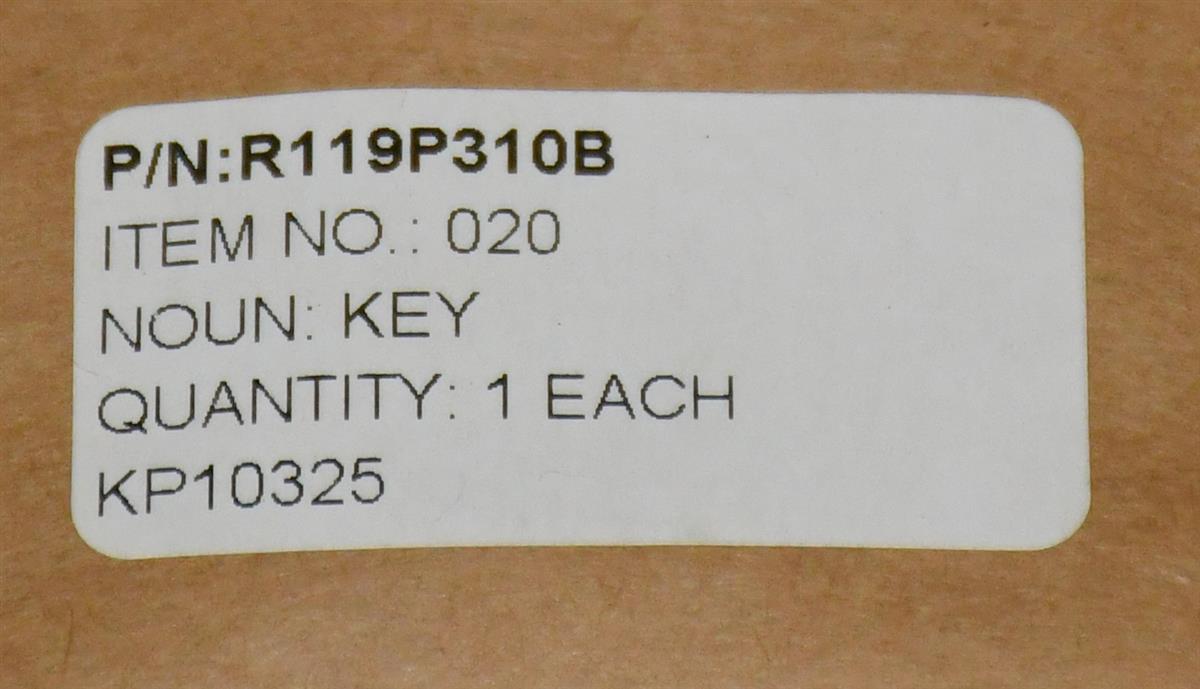 P/N:R119P310B
ITEM NO.: 020
NOUN: KEY
QUANTITY: 1 EACH
KP10325